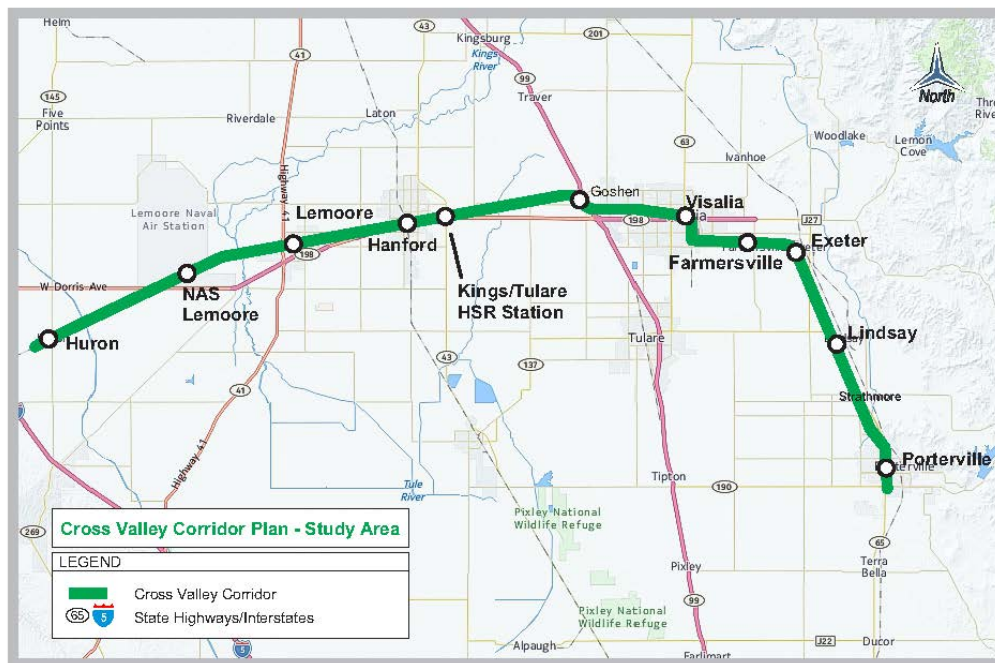 Helm
41
43
Kingsburg
201
Kings
River
99
North
145
Five
Points
Riverdale
Laton
Traver
63
Woodlake
Lemon
Cove
Ivanhoe
Highway 41
Lemoore Naval
Air Station
Lemoore
Hanford
Goshen
Visalia
198
J27
Exeter
Farmersville
198
W Dorris Ave
NAS
Lemoore
Kings/Tulare
HSR Station
Huron
Lindsay
Tulare
43
137
41
Strathmore
Highway 41
Porterville
Tipton
190
Tule
River
Pixley National
Wildlife Refuge
269
65
Terra
Bella
Pixley
99
Pixley National
Wildlife Refuge
Alpaugh
Earlimart
J22
Ducor
5
Cross Valley Corridor Plan - Study Area
LEGEND
Cross Valley Corridor
65
5
State Highways/Interstates